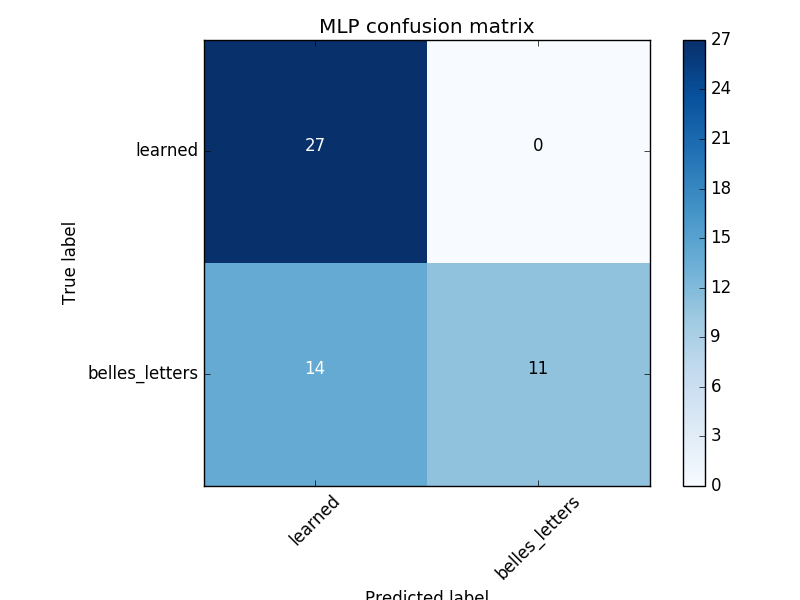 MLP confusion matrix
True label
learned
27
0
belles_letters
14
11
learned
belles_letters
Predicted label
27
24
21
18
15
12
9
6
3
0